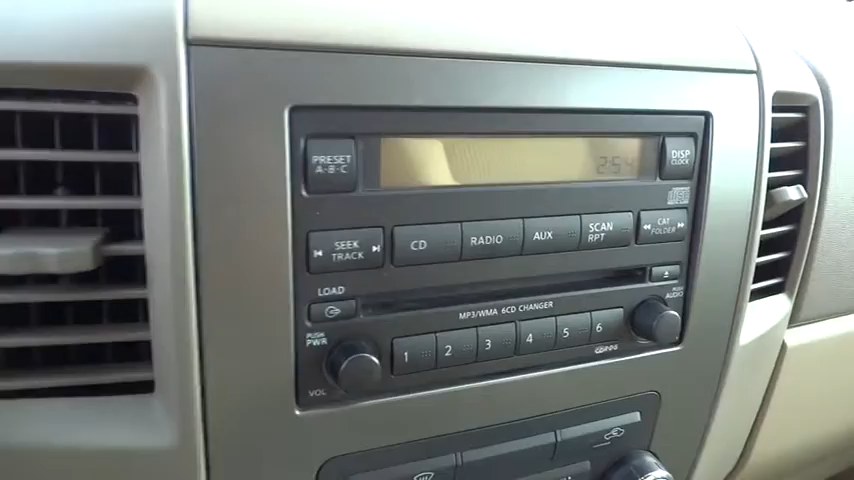 PRESET
A·B·C
2:54
DISP
CLOCK
SEEK
TRACK
CD
RADIO
AUX
SCAN
RPT
CAT
FOLDER
LOAD
MP3/WMA 6CD CHANGER
PUSH
AUDIO
PUSH
PWR
VOL
1 2 3 4 5 6